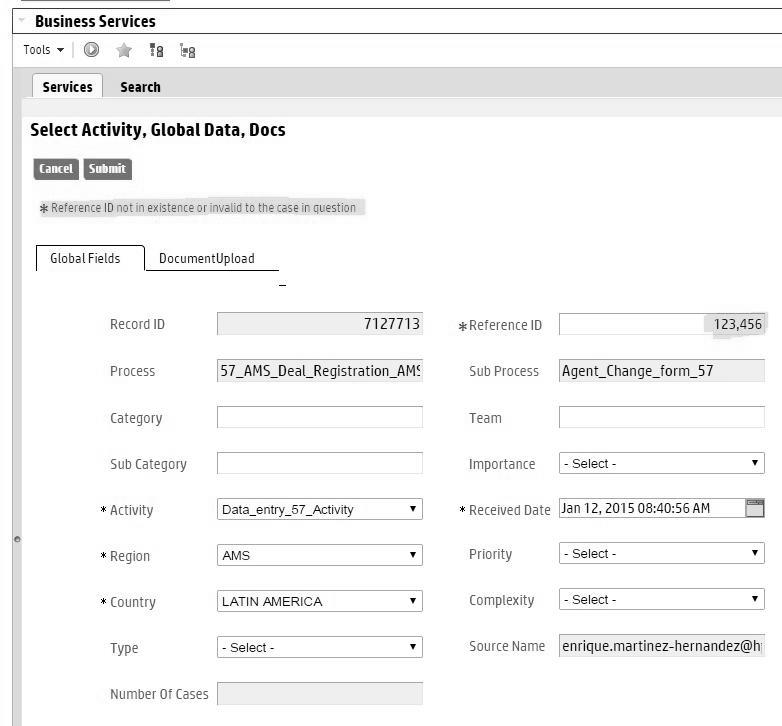 Business Services
Tools
Services Search
Select Activity, Global Data, Docs
Cancel Submit
* Reference ID not in existence or invalid to the case in question
Global Fields DocumentUpload
Record ID 7127713 * Reference ID 123,456
Process 57_AMS_Deal_Registration_AMS Sub Process Agent_Change_form_57
Category Team
Sub Category Importance - Select -
* Activity Data_entry_57_Activity * Received Date Jan 12, 2015 08:40:56 AM
* Region AMS Priority - Select -
* Country LATIN AMERICA Complexity - Select -
Type - Select - Source Name enrique.martinez-hernandez@h
Number Of Cases